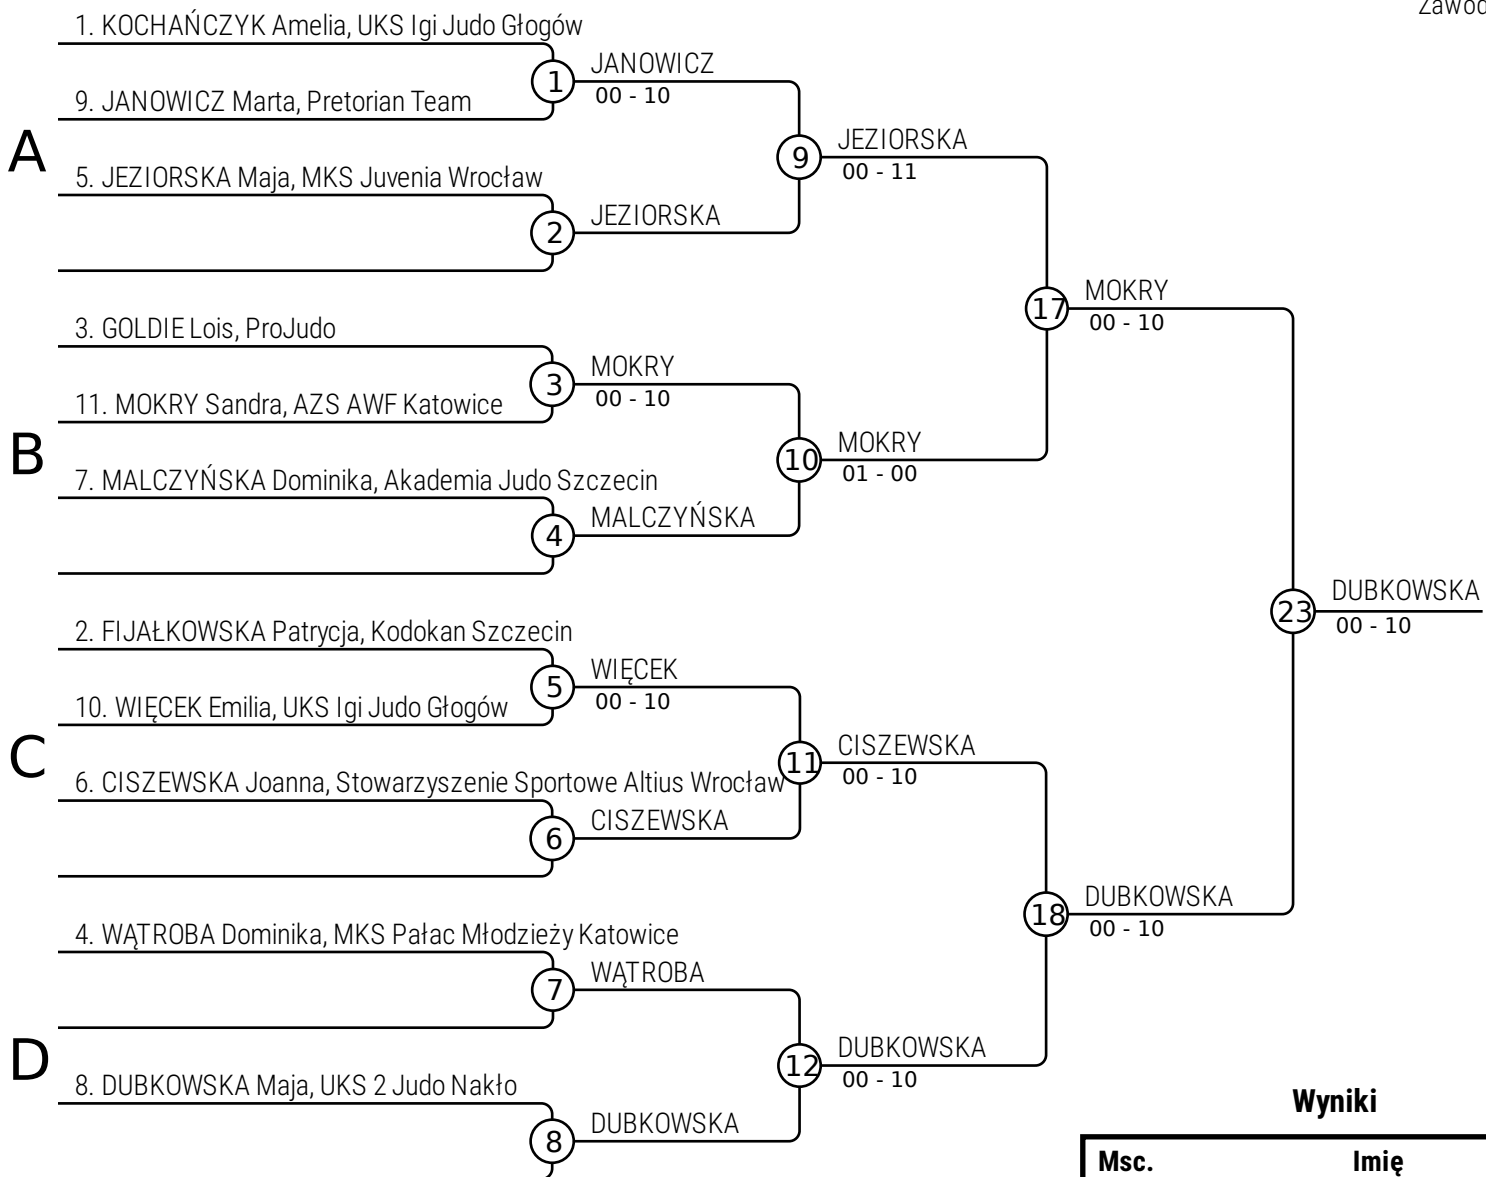 Zawod
1. KOCHAŃCZYK Amelia, UKS Igi Judo Głogów
1
JANOWICZ
00 - 10
9. JANOWICZ Marta, Pretorian Team
A
9
JEZIORSKA
00 - 11
5. JEZIORSKA Maja, MKS Juvenia Wrocław
2
JEZIORSKA
17
MOKRY
00 - 10
3. GOLDIE Lois, ProJudo
3
MOKRY
00 - 10
11. MOKRY Sandra, AZS AWF Katowice
B
10
MOKRY
01 - 00
7. MALCZYŃSKA Dominika, Akademia Judo Szczecin
4
MALCZYŃSKA
23
DUBKOWSKA
00 - 10
2. FIJAŁKOWSKA Patrycja, Kodokan Szczecin
5
WIĘCEK
00 - 10
10. WIĘCEK Emilia, UKS Igi Judo Głogów
C
11
CISZEWSKA
00 - 10
6. CISZEWSKA Joanna, Stowarzyszenie Sportowe Altius Wrocław
6
CISZEWSKA
18
DUBKOWSKA
00 - 10
4. WĄTROBA Dominika, MKS Pałac Młodzieży Katowice
7
WĄTROBA
D
12
DUBKOWSKA
00 - 10
8. DUBKOWSKA Maja, UKS 2 Judo Nakło
8
DUBKOWSKA
Wyniki
Msc. Imię